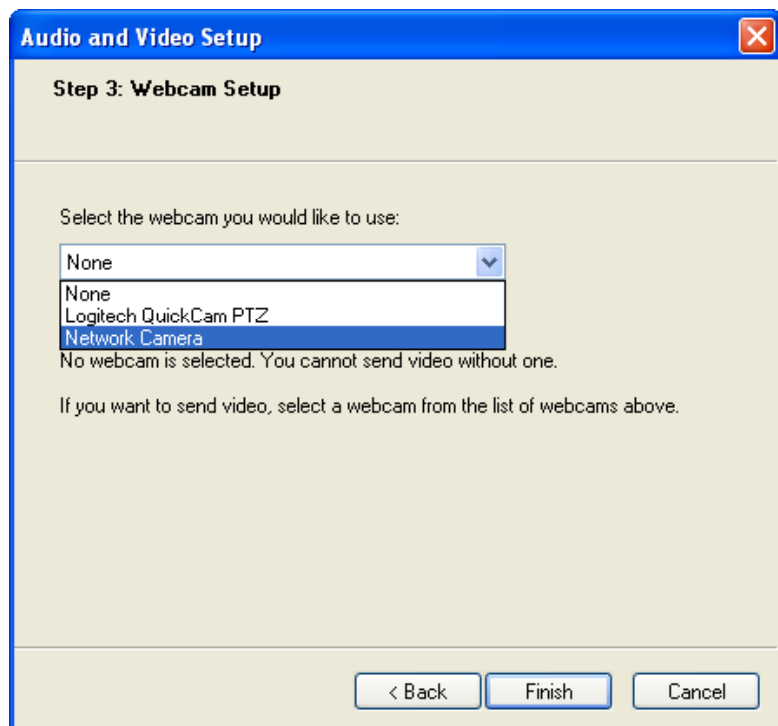 Audio and Video Setup
Step 3: Webcam Setup
Select the webcam you would like to use:
None
None
Logitech QuickCam PTZ
Network Camera
No webcam is selected. You cannot send video without one.
If you want to send video, select a webcam from the list of webcams above.
< Back Finish Cancel